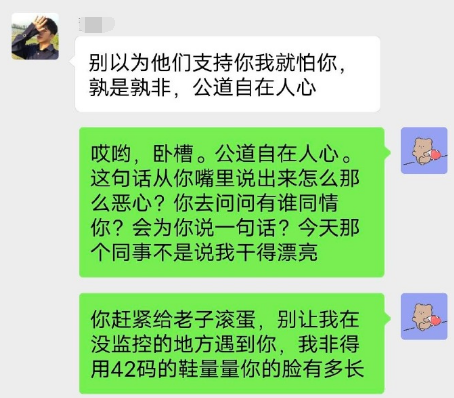 别以为他们支持你我就怕你，
孰是孰非，公道自在人心
哎哟，卧槽。公道自在人心。
这句话从你嘴里说出来怎么那
么恶心？你去问问有谁同情
你？会为你说一句话？今天那
个同事不是说我干得漂亮
你赶紧给老子滚蛋，别让我在
没监控的地方遇到你，我非得
用42码的鞋量量你的脸有多长